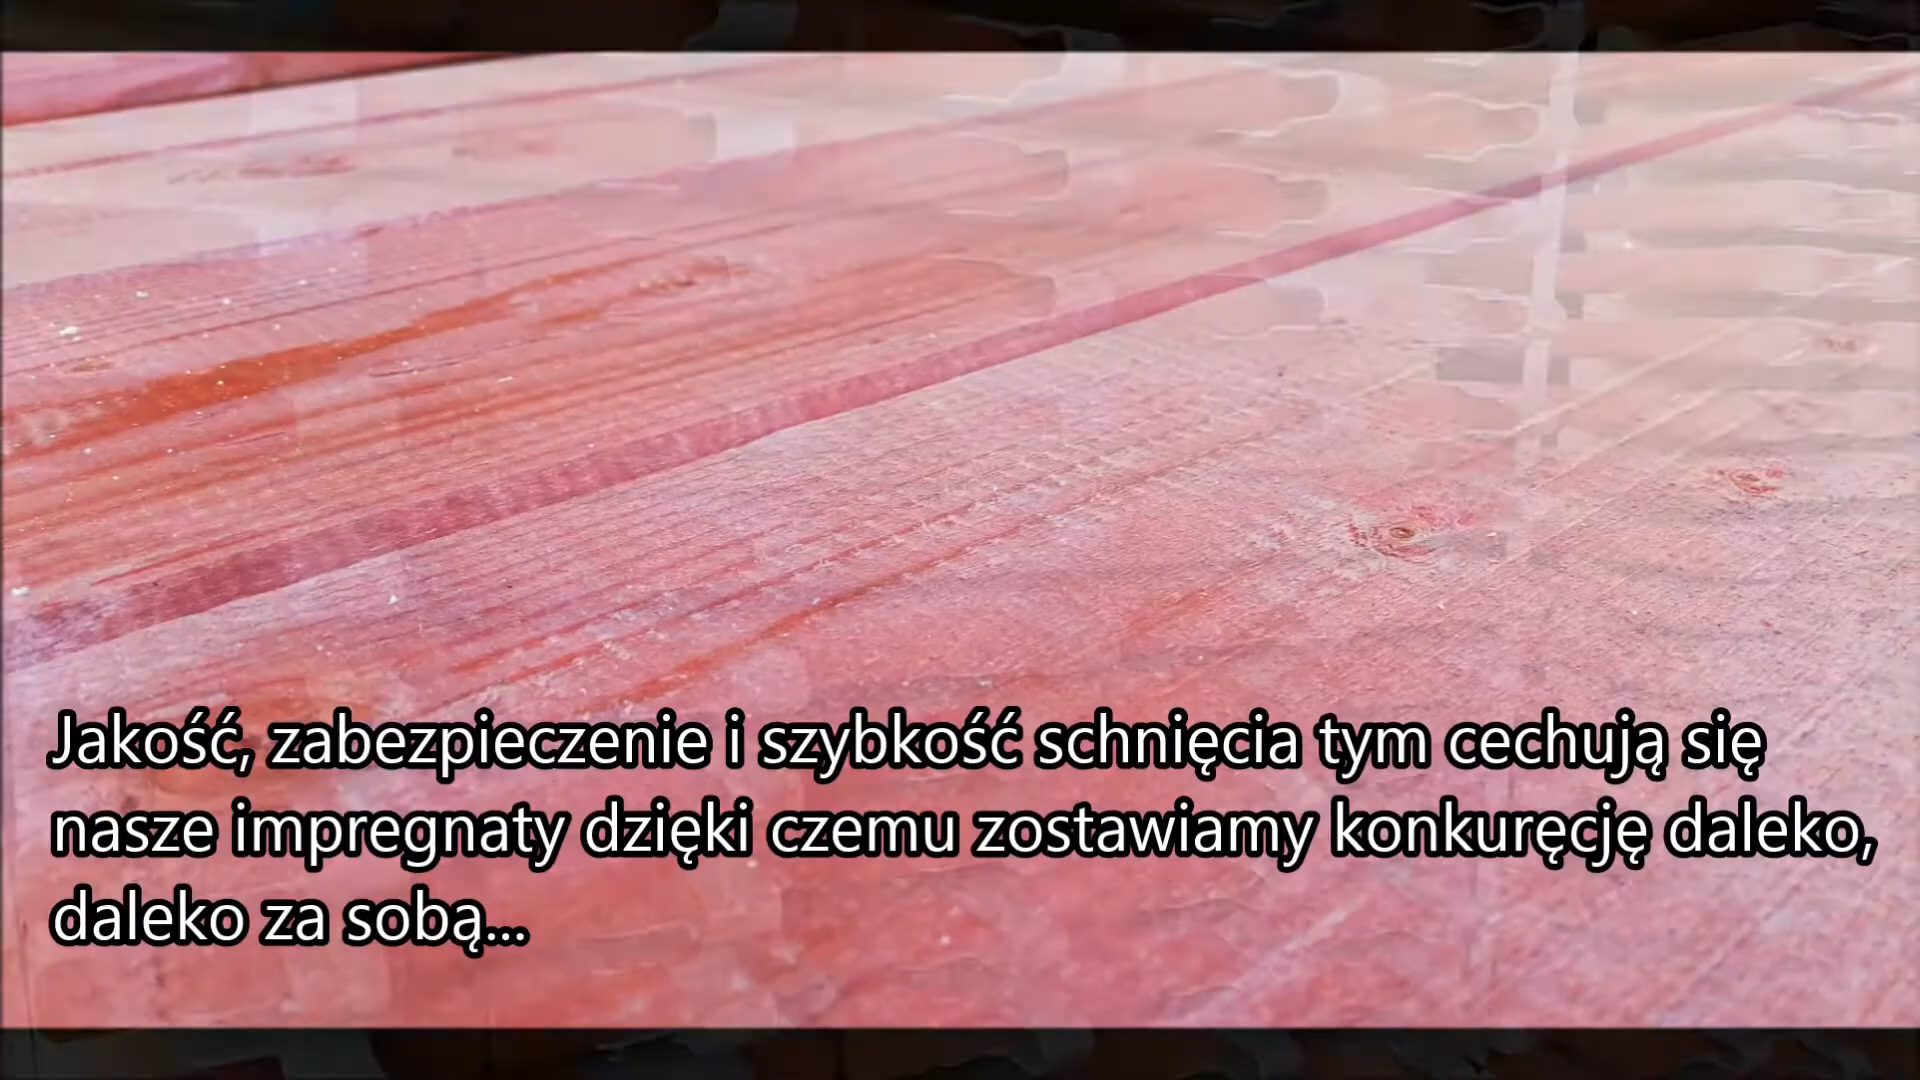 Jakość, zabezpieczenie i szybkość schnięcia tym cechują się
nasze impregnaty dzięki czemu zostawiamy konkuręcję daleko,
daleko za sobą...